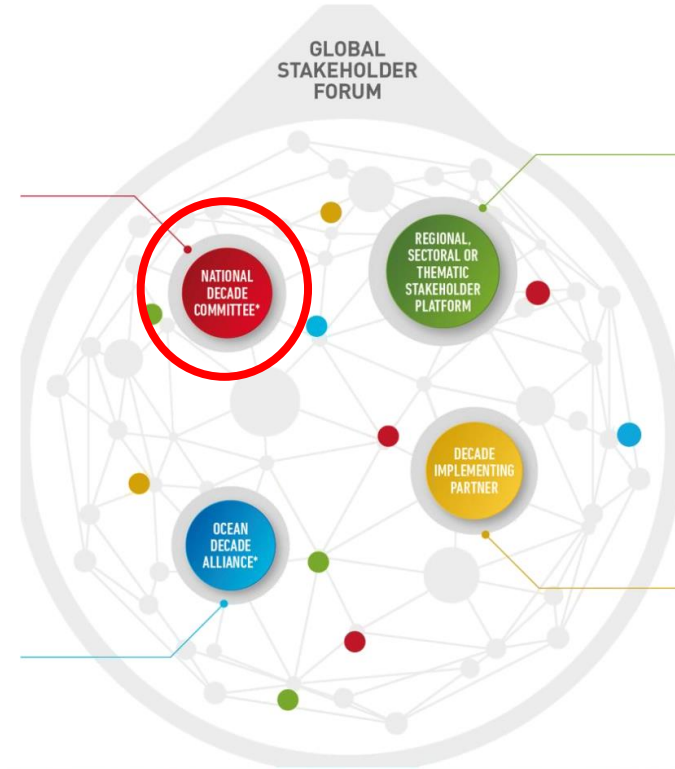 GLOBAL
STAKEHOLDER
FORUM
NATIONAL
DECADE
COMMITTEE*
REGIONAL,
SECTORAL OR
THEMATIC
STAKEHOLDER
PLATFORM
DECADE
IMPLEMENTING
PARTNER
OCEAN
DECADE
ALLIANCE*